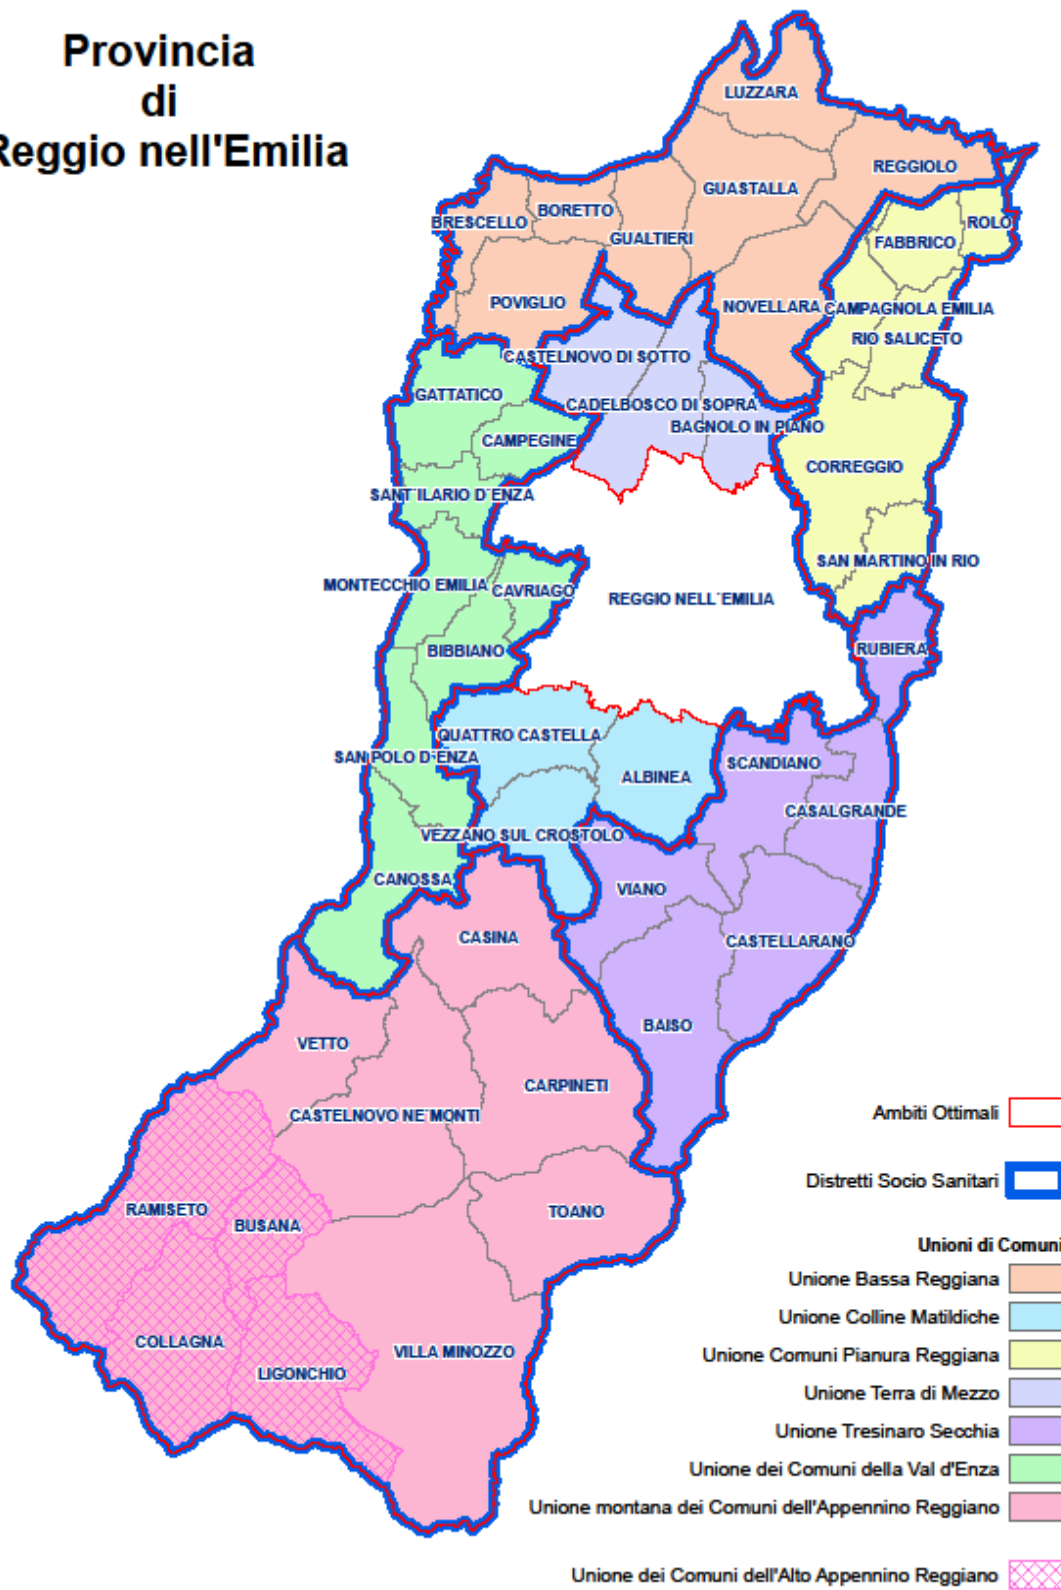 Provincia
di
Reggio nell'Emilia
LUZZARA
REGGIOLO
GUASTALLA
BORETTO
BRESCELLO
GUALTIERI
ROLO
FABBRICO
POVIGLIO
NOVELLARA
CAMPAGNOLA EMILIA
RIO SALICETO
CASTELNOVO DI SOTTO
GATTATICO
CADELBOSCO DI SOPRA
BAGNOLO IN PIANO
CAMPEGINE
CORREGGIO
SANT'ILARIO D'ENZA
SAN MARTINO IN RIO
MONTECCHIO EMILIA
CAVRIAGO
REGGIO NELL'EMILIA
BIBBIANO
RUBIERA
QUATTRO CASTELLA
SAN POLO D'ENZA
SCANDIANO
ALBINEA
CASALGRANDE
VEZZANO SUL CROSTOLO
CANOSSA
VIANO
CASINA
CASTELLARANO
BAISO
VETTO
CARPINETI
CASTELNOVO NE'MONTI
RAMISETO
BUSANA
TOANO
COLLAGNA
LIGONCHIO
VILLA MINOZZO
Ambiti Ottimali
Distretti Socio Sanitari
Unioni di Comuni
Unione Bassa Reggiana
Unione Colline Matildiche
Unione Comuni Pianura Reggiana
Unione Terra di Mezzo
Unione Tresinaro Secchia
Unione dei Comuni della Val d'Enza
Unione montana dei Comuni dell'Appennino Reggiano
Unione dei Comuni dell'Alto Appennino Reggiano